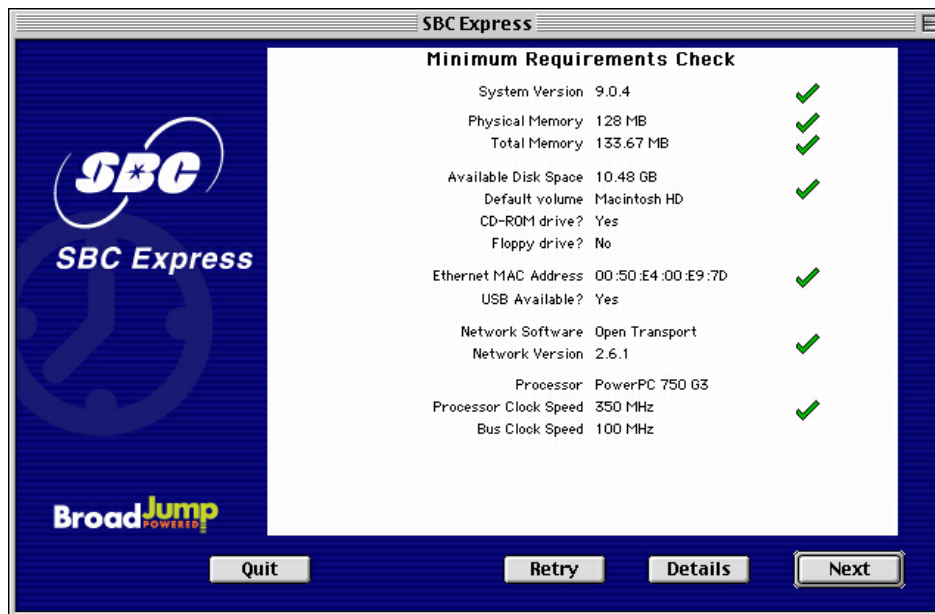 SBC Express
Minimum Requirements Check
System Version 9.0.4
Physical Memory 128 MB
Total Memory 133.67 MB
Available Disk Space 10.48 GB
Default volume Macintosh HD
CD-ROM drive? Yes
Floppy drive? No
Ethernet MAC Address 00:50:E4:00:E9:7D
USB Available? Yes
Network Software Open Transport
Network Version 2.6.1
Processor PowerPC 750 G3
Processor Clock Speed 350 MHz
Bus Clock Speed 100 MHz
SBC
SBC Express
BroadJump
POWERED
Quit Retry Details Next